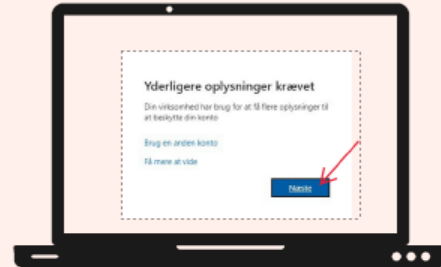 Yderligere oplysninger krævet
Din virksomhed har brug for at få flere oplysninger til
at beskytte din konto
Brug en anden konto
Få mere at vide
Næste